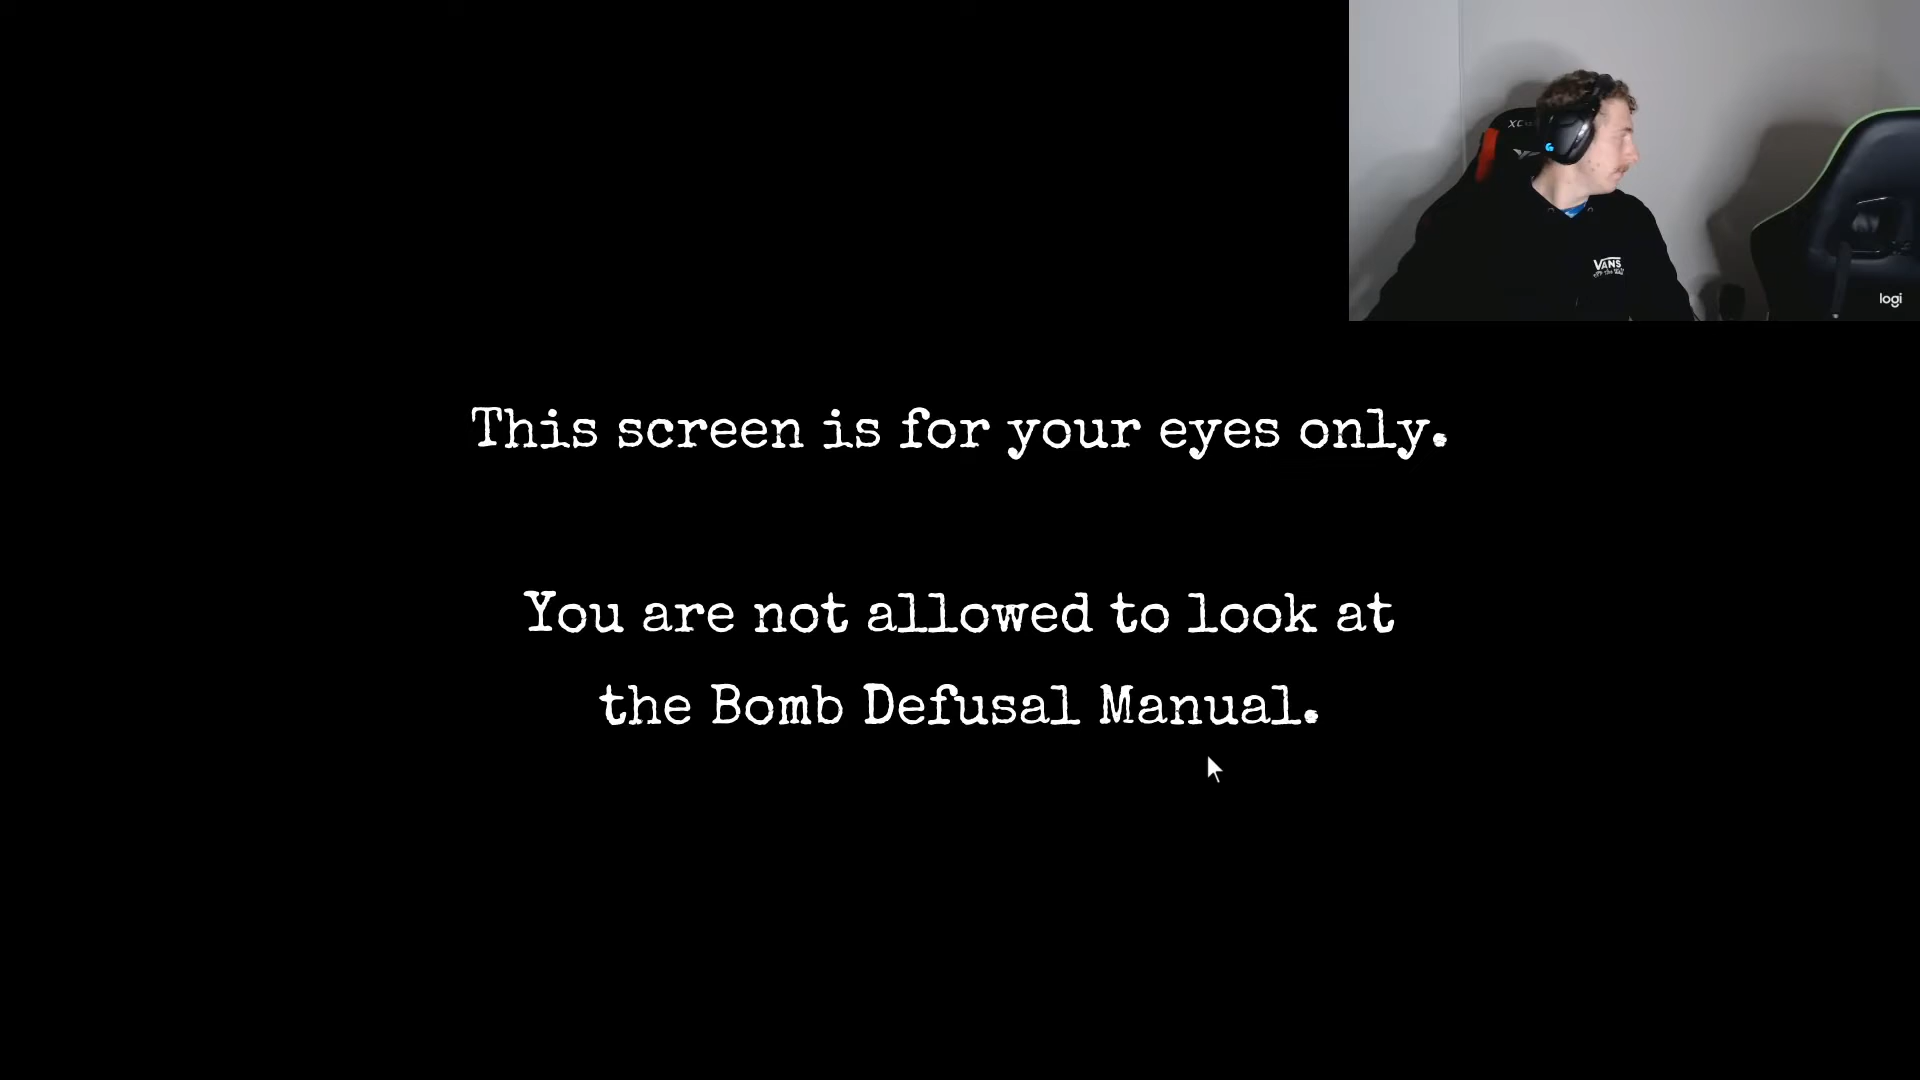 This screen is for your eyes only.
You are not allowed to look at
the Bomb Defusal Manual.
VANS
logi